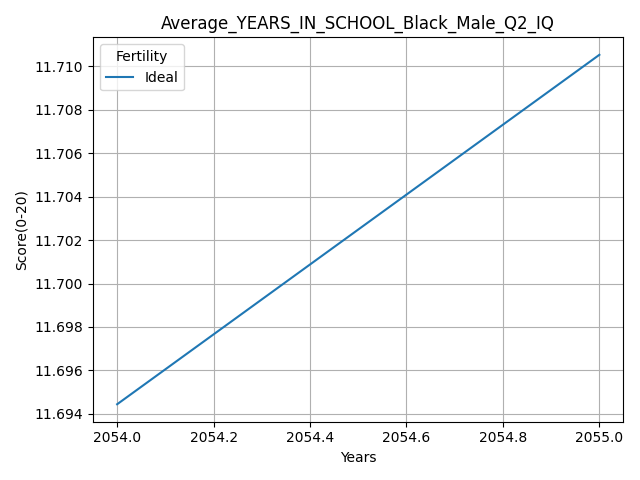 Average_YEARS_IN_SCHOOL_Black_Male_Q2_IQ
Fertility
Ideal
11.710
11.708
11.706
11.704
11.702
11.700
11.698
11.696
11.694
Score(0-20)
2054.0 2054.2 2054.4 2054.6 2054.8 2055.0
Years